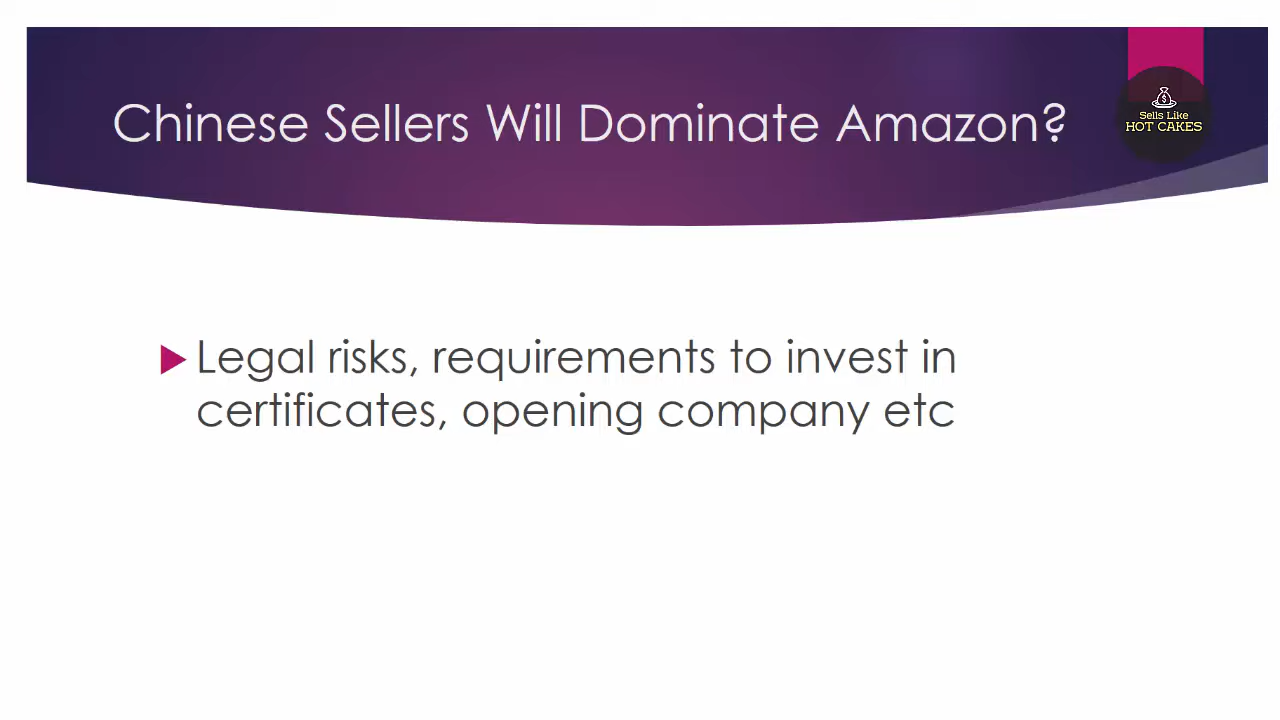 Chinese Sellers Will Dominate Amazon?
Sells Like
HOT CAKES
Legal risks, requirements to invest in
certificates, opening company etc